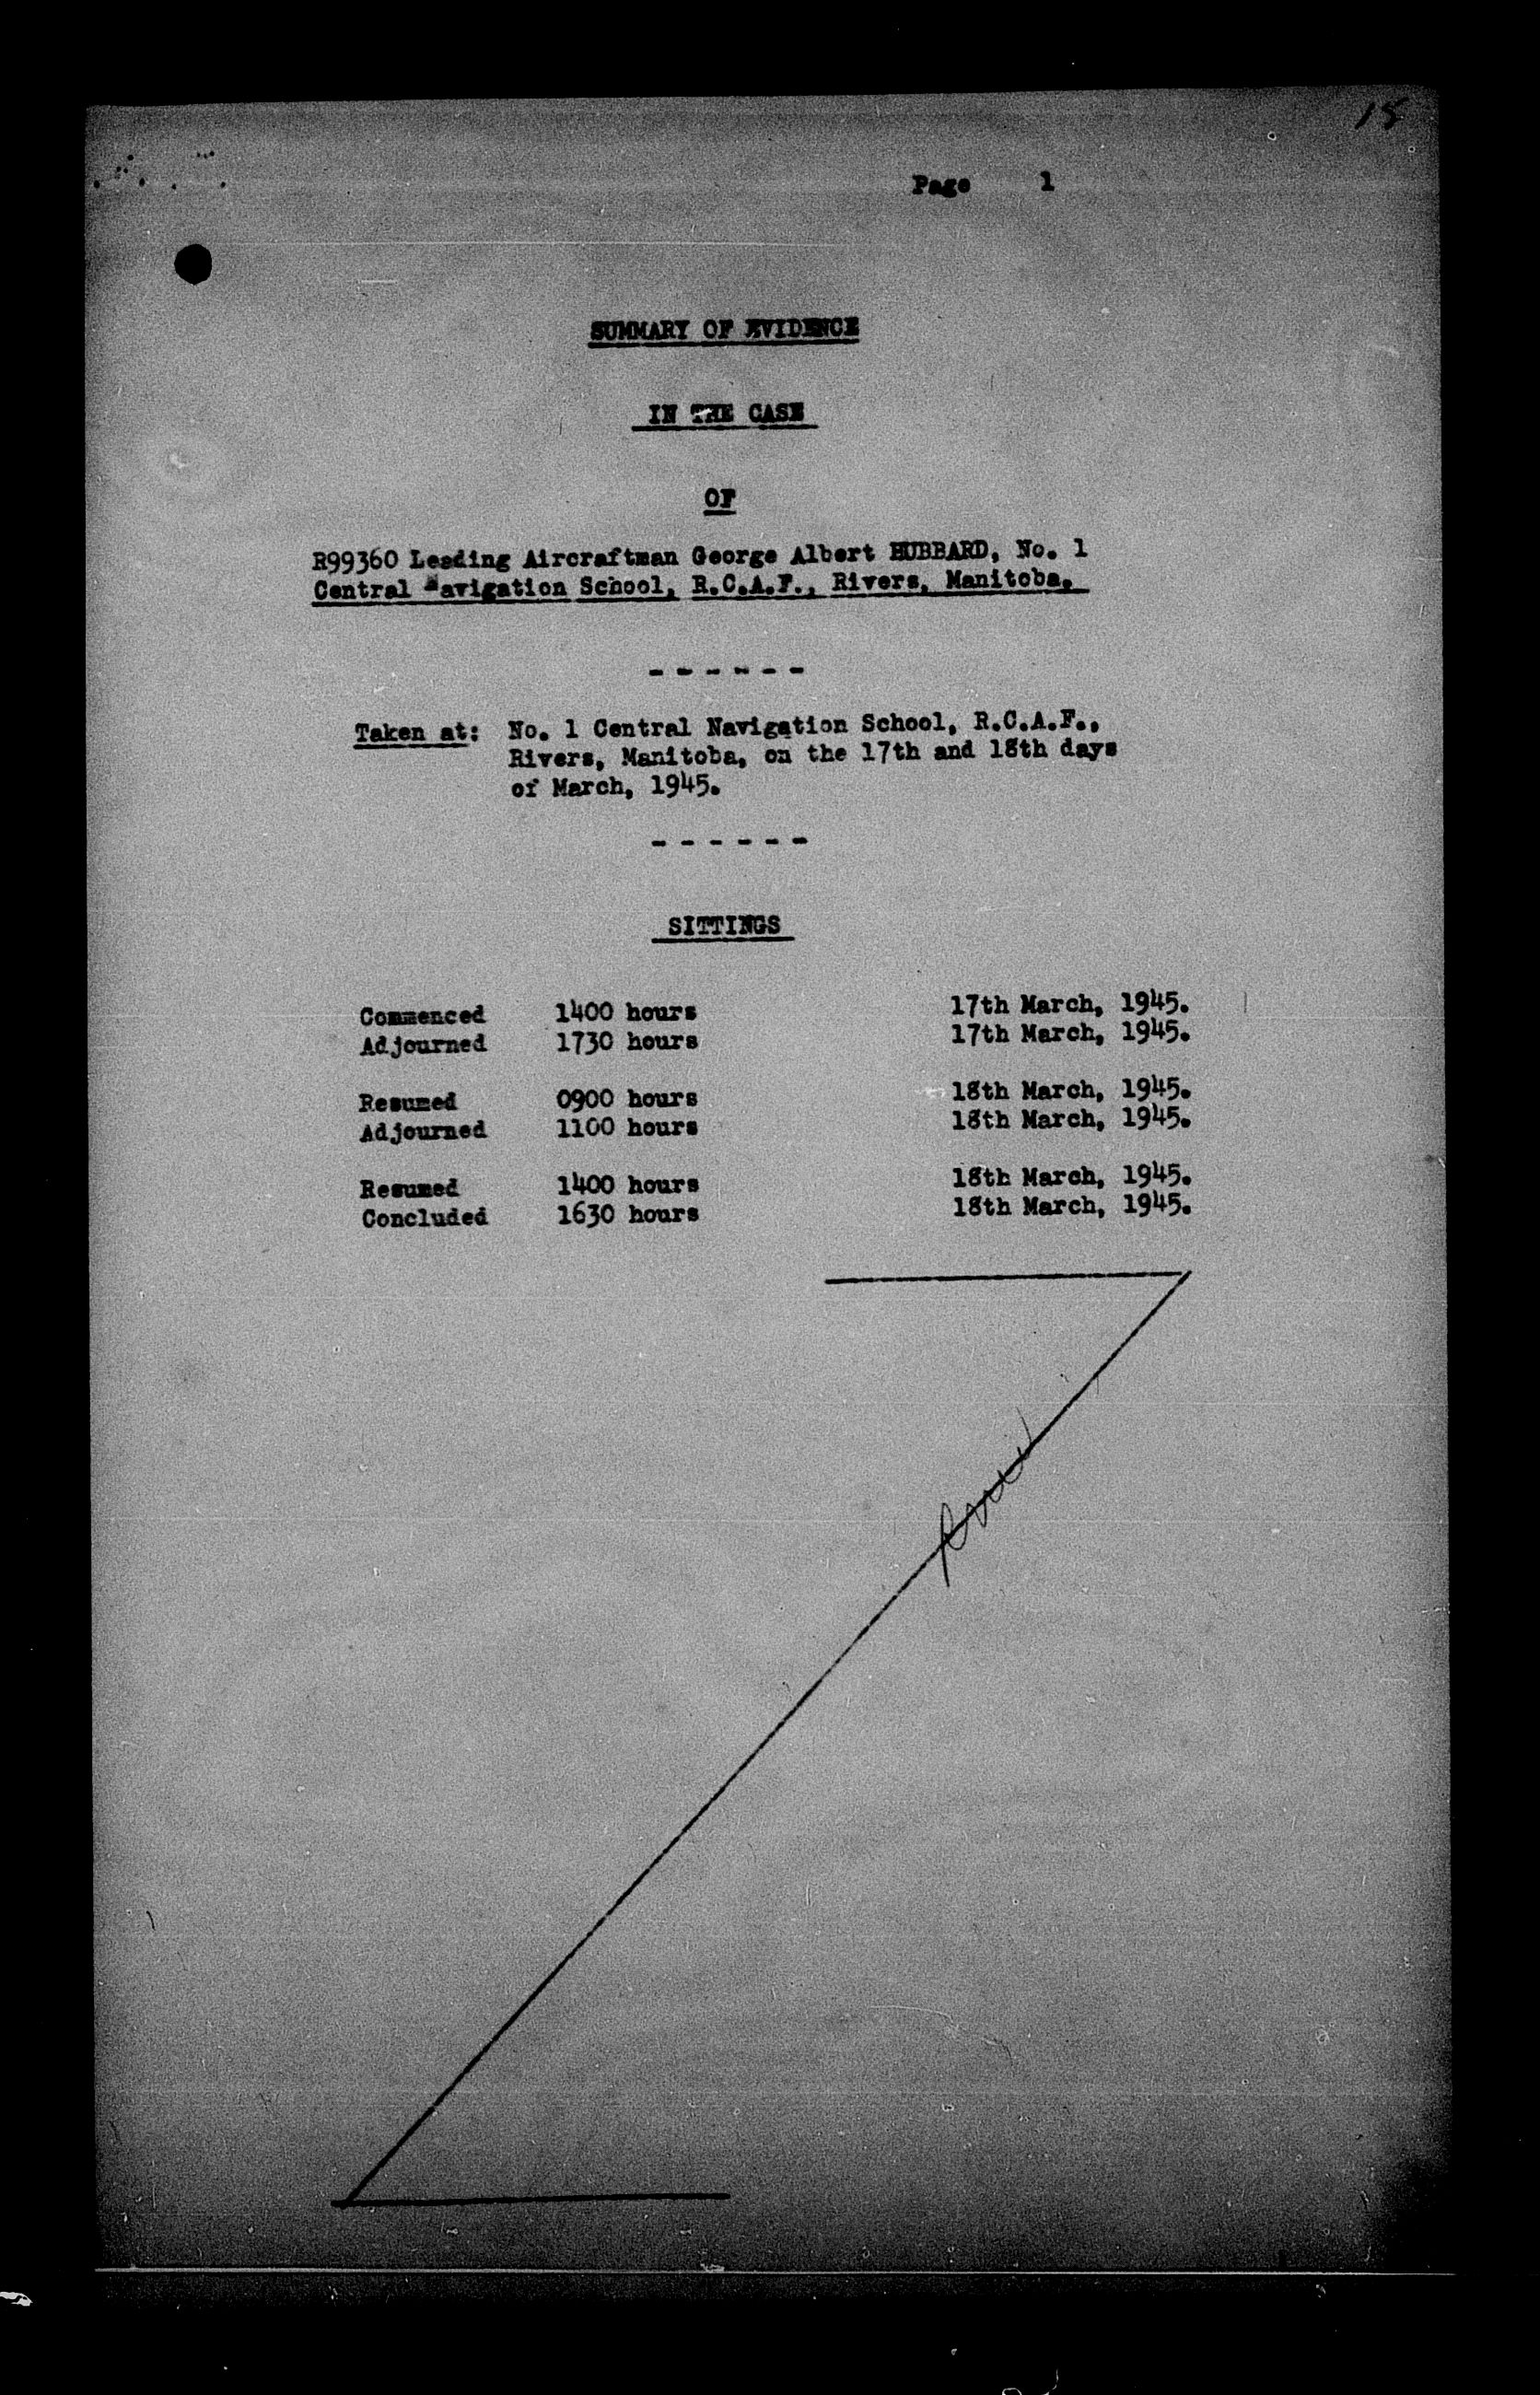 15
Page 1
SUMMARY OF EVIDENCE
IN THE CASE
OF
R99360 Leading Aircraftman George Albert HUBBARD, No. 1
Central Navigation School, R.C.A.F., Rivers, Manitoba.
- - - - - -
Taken at: No. 1 Central Navigation School, R.C.A.F.,
Rivers, Manitoba, on the 17th and 18th days
of March, 1945.
- - - - - -
SITTINGS
Commenced 1400 hours 17th March, 1945.
Adjourned 1730 hours 17th March, 1945.
Resumed 0900 hours 18th March, 1945.
Adjourned 1100 hours 18th March, 1945.
Resumed 1400 hours 18th March, 1945.
Concluded 1630 hours 18th March, 1945.